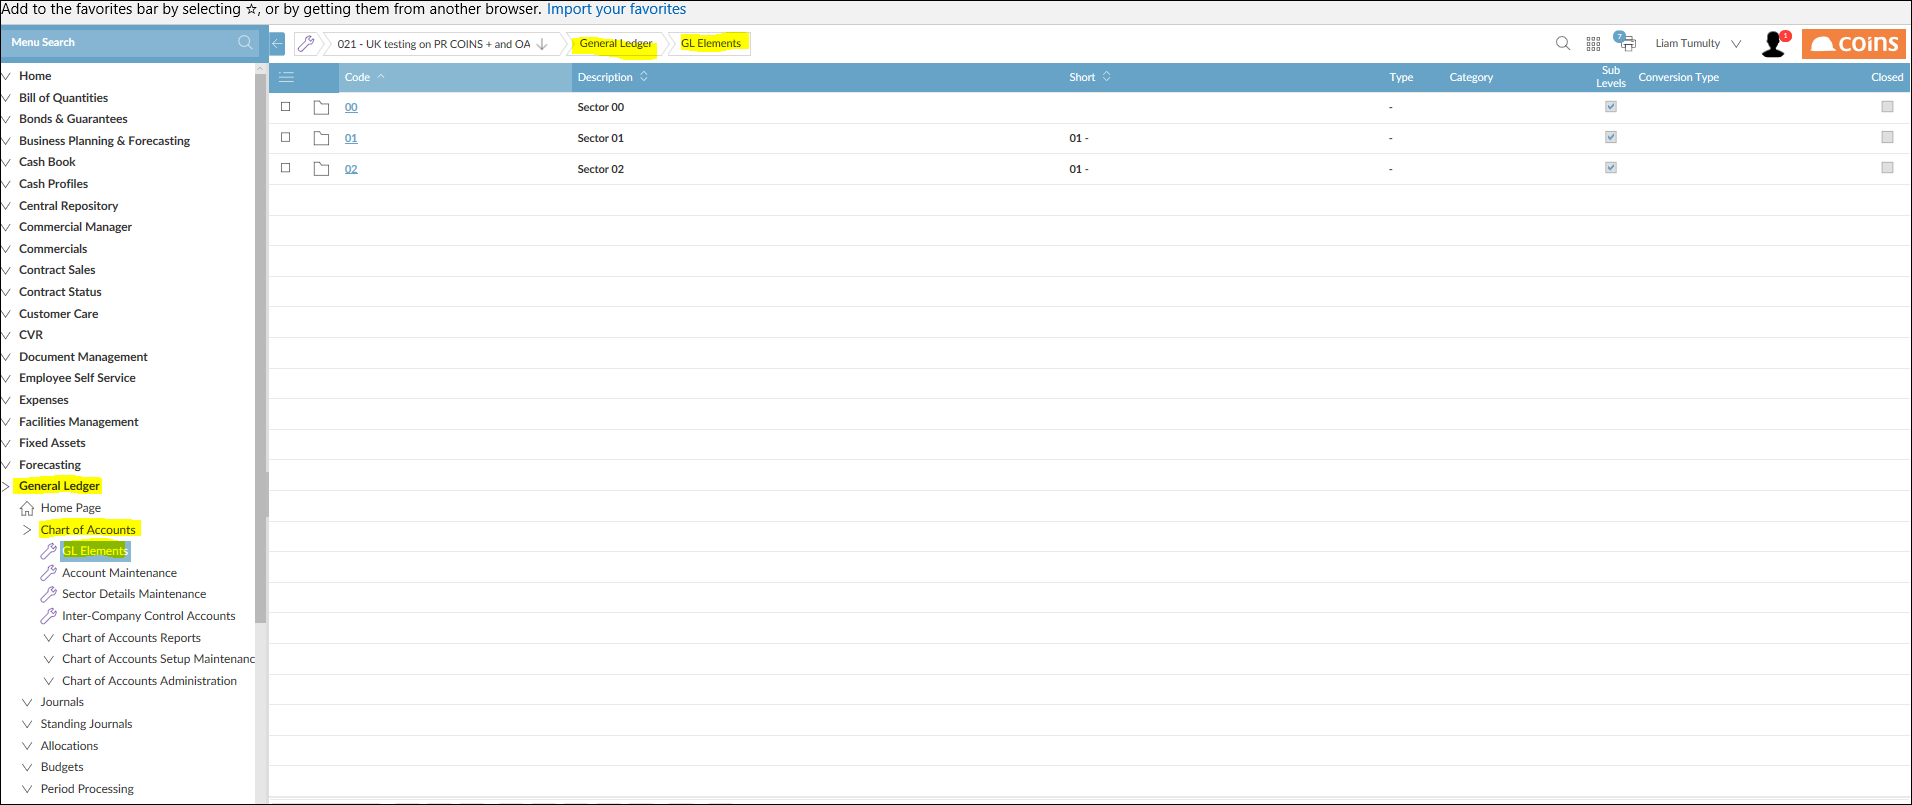 Add to the favorites bar by selecting ☆, or by getting them from another browser. Import your favorites
Menu Search
021 - UK testing on PR COINS + and OA
General Ledger
GL Elements
7
Liam Tumulty
1
COINS
Home
Bill of Quantities
Bonds & Guarantees
Business Planning & Forecasting
Cash Book
Cash Profiles
Central Repository
Commercial Manager
Commercials
Contract Sales
Contract Status
Customer Care
CVR
Document Management
Employee Self Service
Expenses
Facilities Management
Fixed Assets
Forecasting
General Ledger
Home Page
Chart of Accounts
GL Elements
Account Maintenance
Sector Details Maintenance
Inter-Company Control Accounts
Chart of Accounts Reports
Chart of Accounts Setup Maintenanc
Chart of Accounts Administration
Journals
Standing Journals
Allocations
Budgets
Period Processing
Code Description Short Type Category Sub Levels Conversion Type Closed
00 Sector 00 -
01 Sector 01 01 - -
02 Sector 02 01 - -